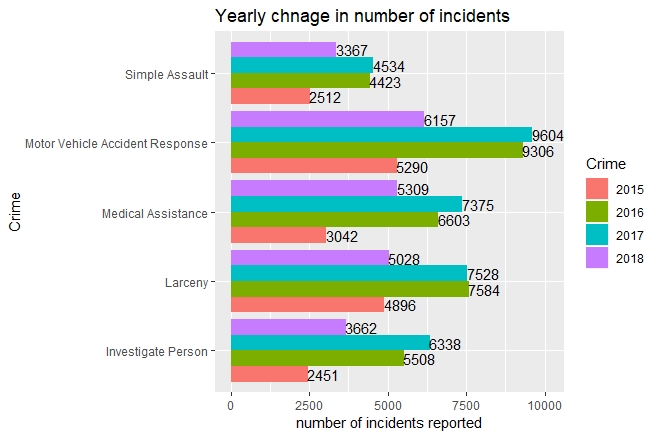 Yearly chnage in number of incidents
Crime
Simple Assault
3367
4534
4423
2512
Motor Vehicle Accident Response
6157
9604
9306
5290
Medical Assistance
5309
7375
6603
3042
Larceny
5028
7528
7584
4896
Investigate Person
3662
6338
5508
2451
0 2500 5000 7500 10000
number of incidents reported
Crime
2015
2016
2017
2018